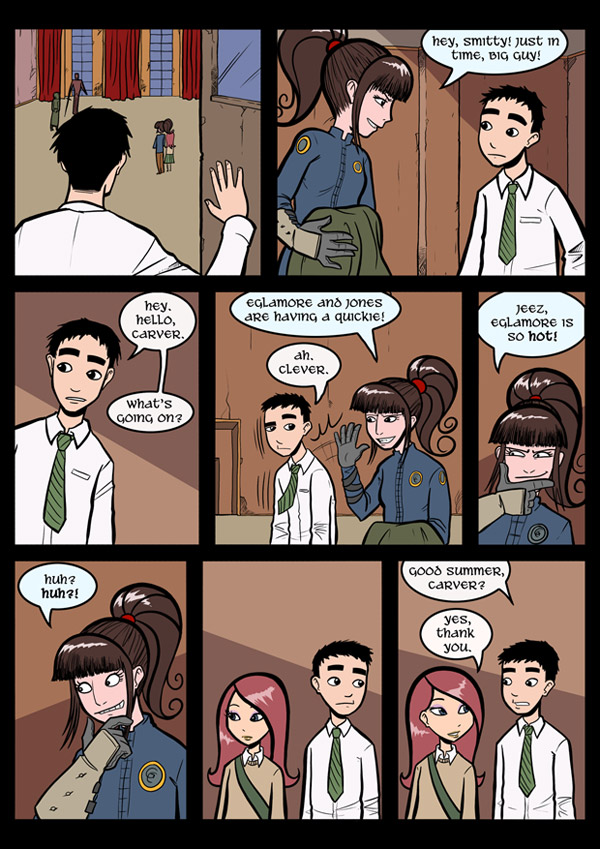 hey, Smitty! Just in
time, big guy!
hey.
hello,
Carver.
what's
going on?
Eglamore and Jones
are having a quickie!
ah.
clever.
Jeez,
Eglamore is
so hot!
huh?
huh?!
Good summer,
Carver?
yes,
thank
you.